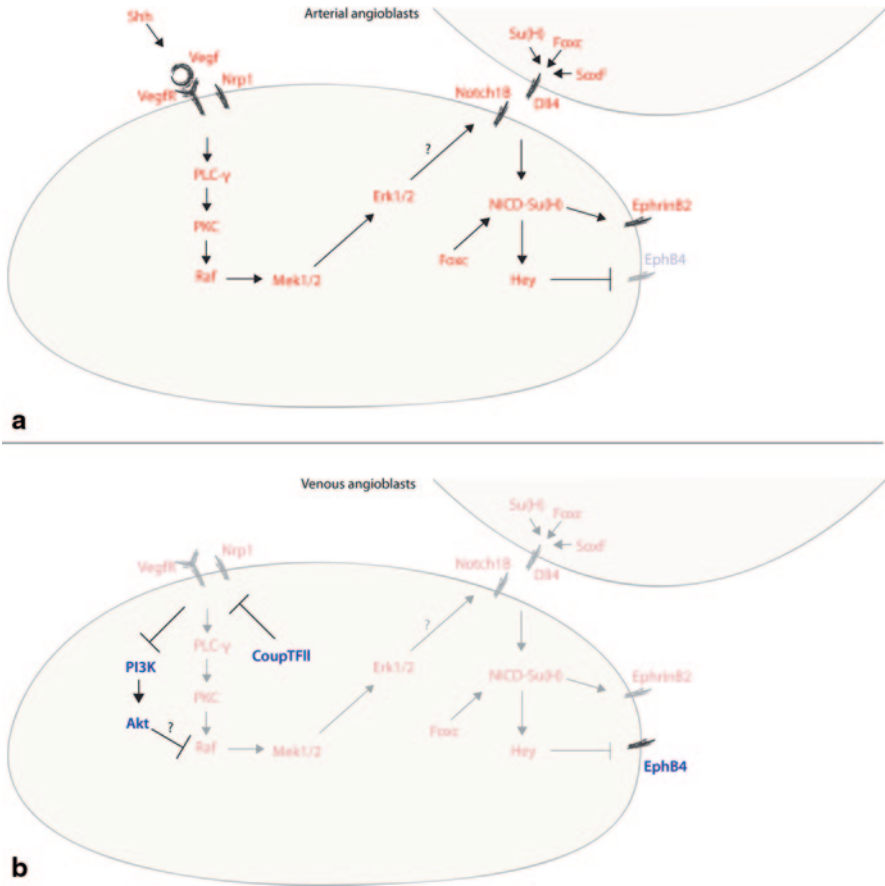 Arterial angioblasts
Shh
Vegf
VegfR
Nrp1
Su(H)
Foxc
SoxF
Notch1B
Dll4
?
PLC-γ
Erk1/2
NICD-Su(H)
EphrinB2
PKC
Foxc
EphB4
Raf
Mek1/2
Hey
a
Venous angioblasts
Su(H)
Foxc
SoxF
VegfR
Nrp1
Notch1B
Dll4
?
PLC-γ
CoupTFII
PI3K
Erk1/2
NICD-Su(H)
EphrinB2
PKC
Akt
?
Foxc
Raf
Mek1/2
Hey
EphB4
b